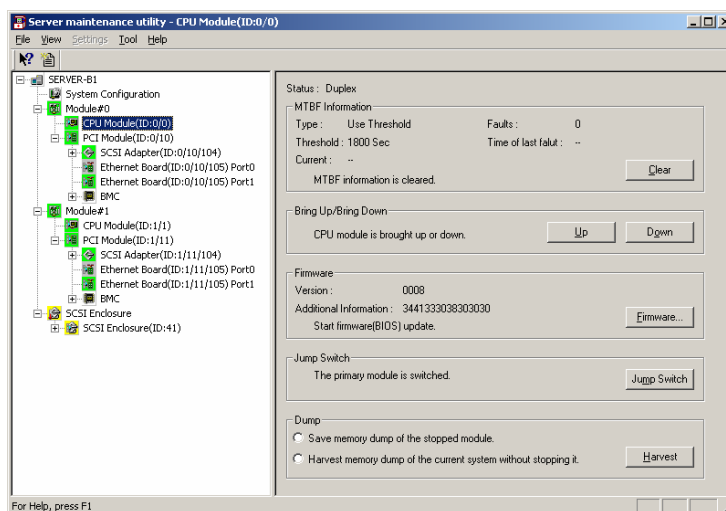 Server maintenance utility - CPU Module(ID:0/0)
File View Settings Tool Help
SERVER-B1
System Configuration
Module#0
CPU Module(ID:0/0)
PCI Module(ID:0/10)
SCSI Adapter(ID:0/10/104)
Ethernet Board(ID:0/10/105) Port0
Ethernet Board(ID:0/10/105) Port1
BMC
Module#1
CPU Module(ID:1/1)
PCI Module(ID:1/11)
SCSI Adapter(ID:1/11/104)
Ethernet Board(ID:1/11/105) Port0
Ethernet Board(ID:1/11/105) Port1
BMC
SCSI Enclosure
SCSI Enclosure(ID:41)
Status : Duplex
MTBF Information
Type : Use Threshold Faults : 0
Threshold : 1800 Sec Time of last falut : --
Current : --
MTBF information is cleared.
Clear
Bring Up/Bring Down
CPU module is brought up or down.
Up
Down
Firmware
Version : 0008
Additional Information : 3441333038303030
Start firmware(BIOS) update.
Firmware...
Jump Switch
The primary module is switched.
Jump Switch
Dump
Save memory dump of the stopped module.
Harvest memory dump of the current system without stopping it.
Harvest
For Help, press F1